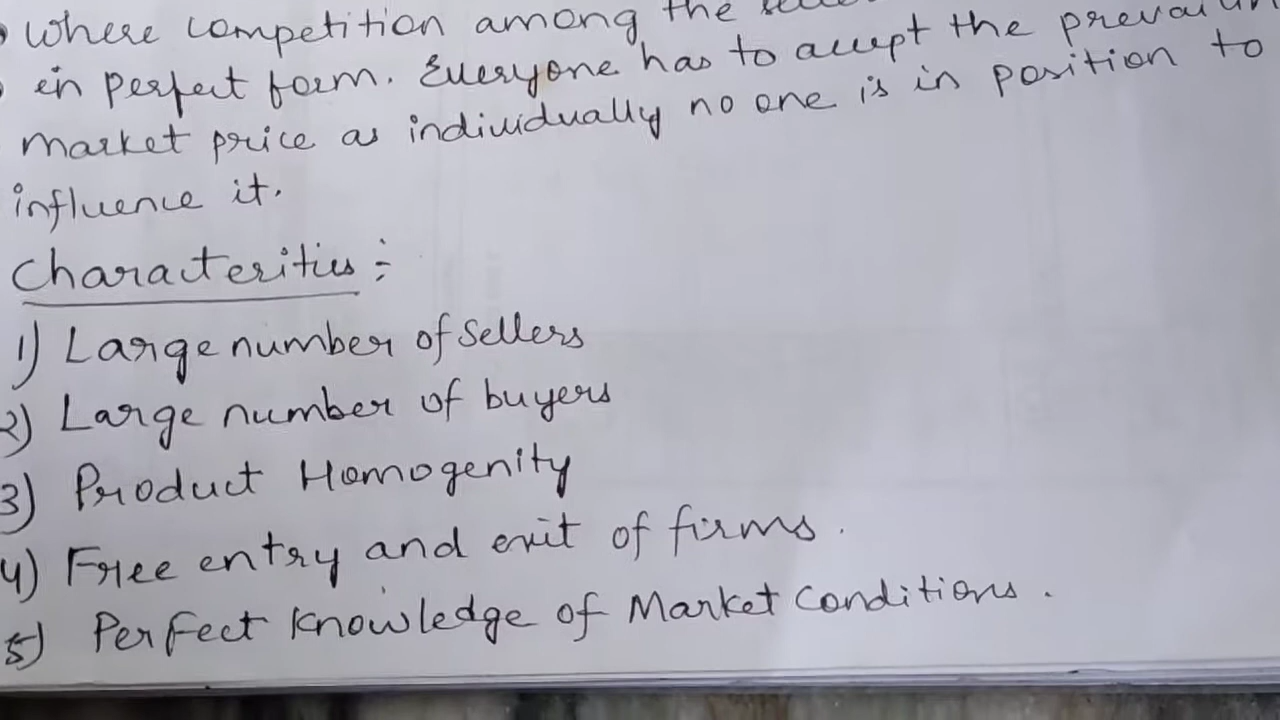 where competition among the
in perfect form. Everyone has to accept the
market price as individually no one is in position to
influence it.
Characterities :-
1) Large number of sellers
2) Large number of buyers
3) Product Homogenity
4) Free entry and exit of firms.
5) Perfect knowledge of Market Conditions.